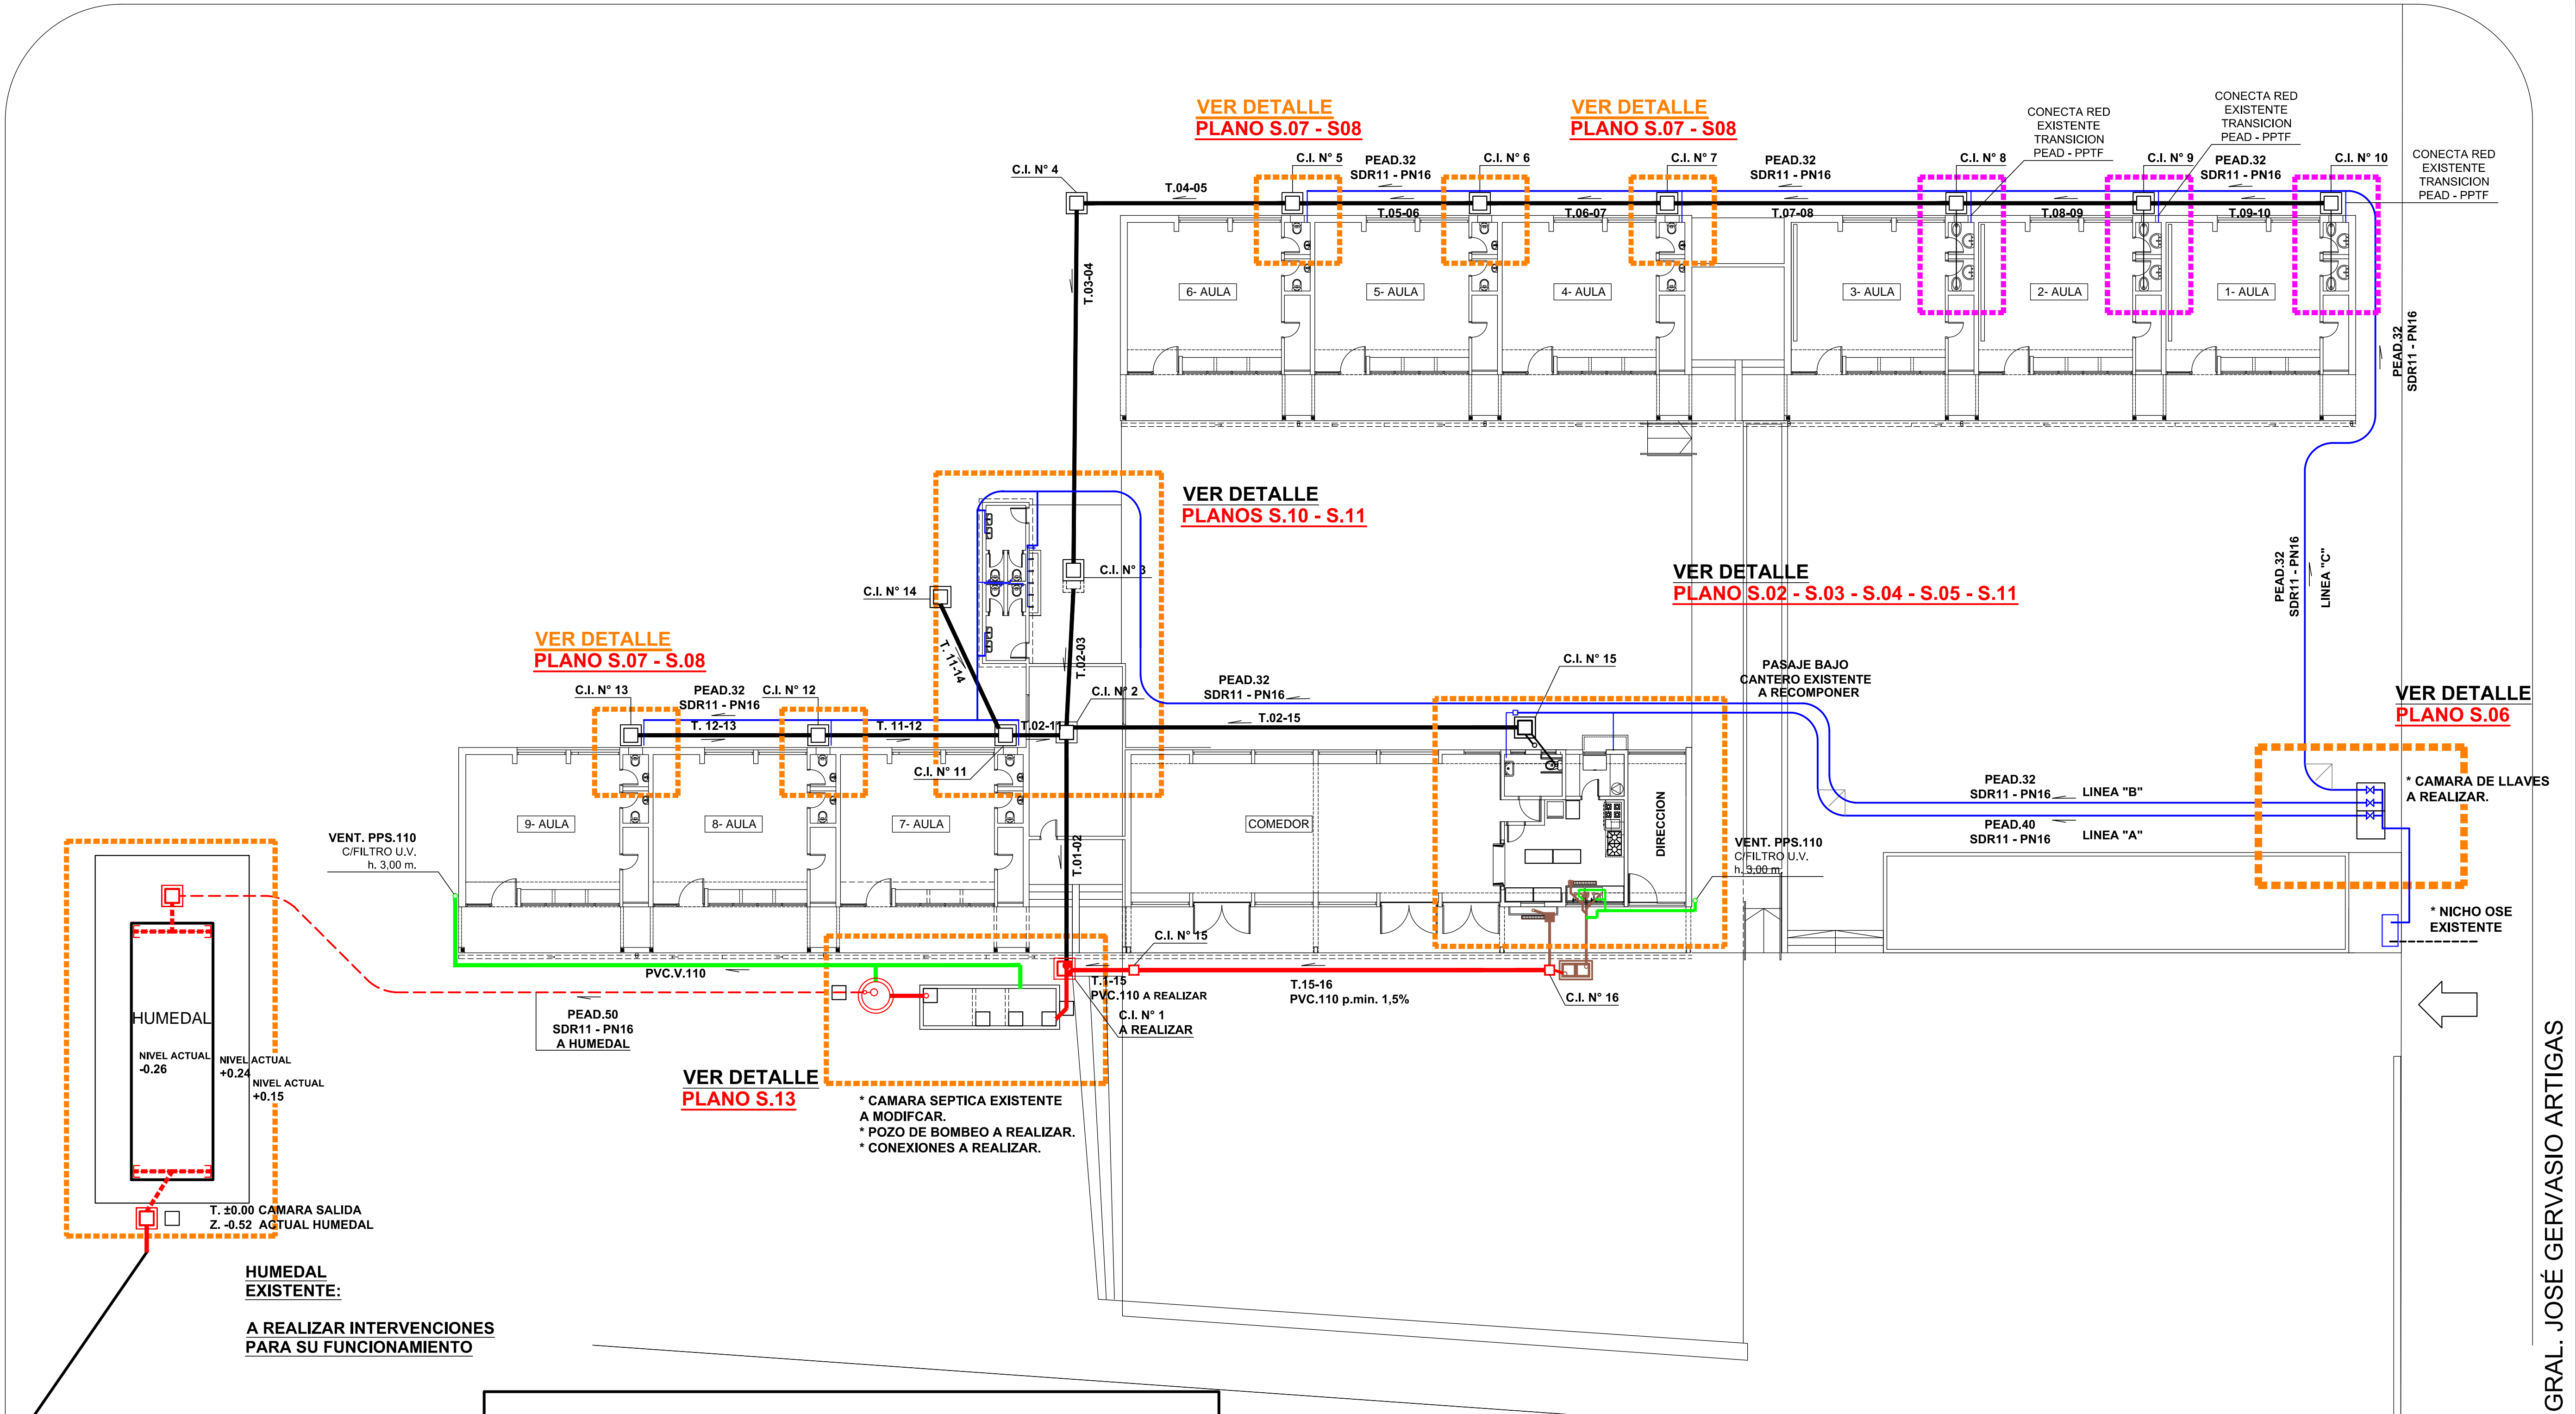 VER DETALLE
PLANO S.07 - S08
VER DETALLE
PLANO S.07 - S08
CONECTA RED
EXISTENTE
TRANSICION
PEAD - PPTF
CONECTA RED
EXISTENTE
TRANSICION
PEAD - PPTF
CONECTA RED
EXISTENTE
TRANSICION
PEAD - PPTF
C.I. N° 4
C.I. N° 5
PEAD.32
SDR11 - PN16
C.I. N° 6
C.I. N° 7
PEAD.32
SDR11 - PN16
C.I. N° 8
C.I. N° 9
PEAD.32
SDR11 - PN16
C.I. N° 10
T.04-05
T.05-06
T.06-07
T.07-08
T.08-09
T.09-10
T.03-04
6- AULA
5- AULA
4- AULA
3- AULA
2- AULA
1- AULA
PEAD.32
SDR11 - PN16
VER DETALLE
PLANOS S.10 - S.11
C.I. N° 3
C.I. N° 14
T. 11-14
T.02-03
VER DETALLE
PLANO S.02 - S.03 - S.04 - S.05 - S.11
PEAD.32
SDR11 - PN16
LINEA "C"
VER DETALLE
PLANO S.07 - S.08
C.I. N° 13
PEAD.32
SDR11 - PN16
C.I. N° 12
T. 12-13
T. 11-12
T.02-11
C.I. N° 2
C.I. N° 11
PEAD.32
SDR11 - PN16
T.02-15
C.I. N° 15
PASAJE BAJO
CANTERO EXISTENTE
A RECOMPONER
VER DETALLE
PLANO S.06
* CAMARA DE LLAVES
A REALIZAR.
PEAD.32
SDR11 - PN16
LINEA "B"
PEAD.40
SDR11 - PN16
LINEA "A"
9- AULA
8- AULA
7- AULA
COMEDOR
DIRECCION
T.01-02
VENT. PPS.110
C/FILTRO U.V.
h. 3,00 m.
VENT. PPS.110
C/FILTRO U.V.
h. 3,00 m.
* NICHO OSE
EXISTENTE
PVC.V.110
C.I. N° 15
T.1-15
PVC.110 A REALIZAR
C.I. N° 1
A REALIZAR
T.15-16
PVC.110 p.min. 1,5%
C.I. N° 16
PEAD.50
SDR11 - PN16
A HUMEDAL
HUMEDAL
NIVEL ACTUAL
-0.26
NIVEL ACTUAL
+0.24
NIVEL ACTUAL
+0.15
VER DETALLE
PLANO S.13
* CAMARA SEPTICA EXISTENTE
A MODIFCAR.
* POZO DE BOMBEO A REALIZAR.
* CONEXIONES A REALIZAR.
T. ±0.00 CAMARA SALIDA
Z. -0.52 ACTUAL HUMEDAL
HUMEDAL
EXISTENTE:
A REALIZAR INTERVENCIONES
PARA SU FUNCIONAMIENTO
GRAL. JOSÉ GERVASIO ARTIGAS